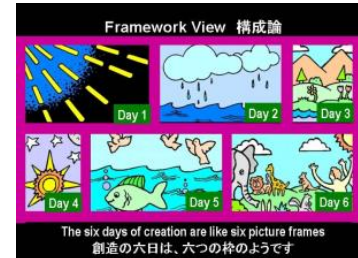 Framework View 構成論
Day 1
Day 2
Day 3
Day 4
Day 5
Day 6
The six days of creation are like six picture frames
創造の六日は、六つの枠のようです